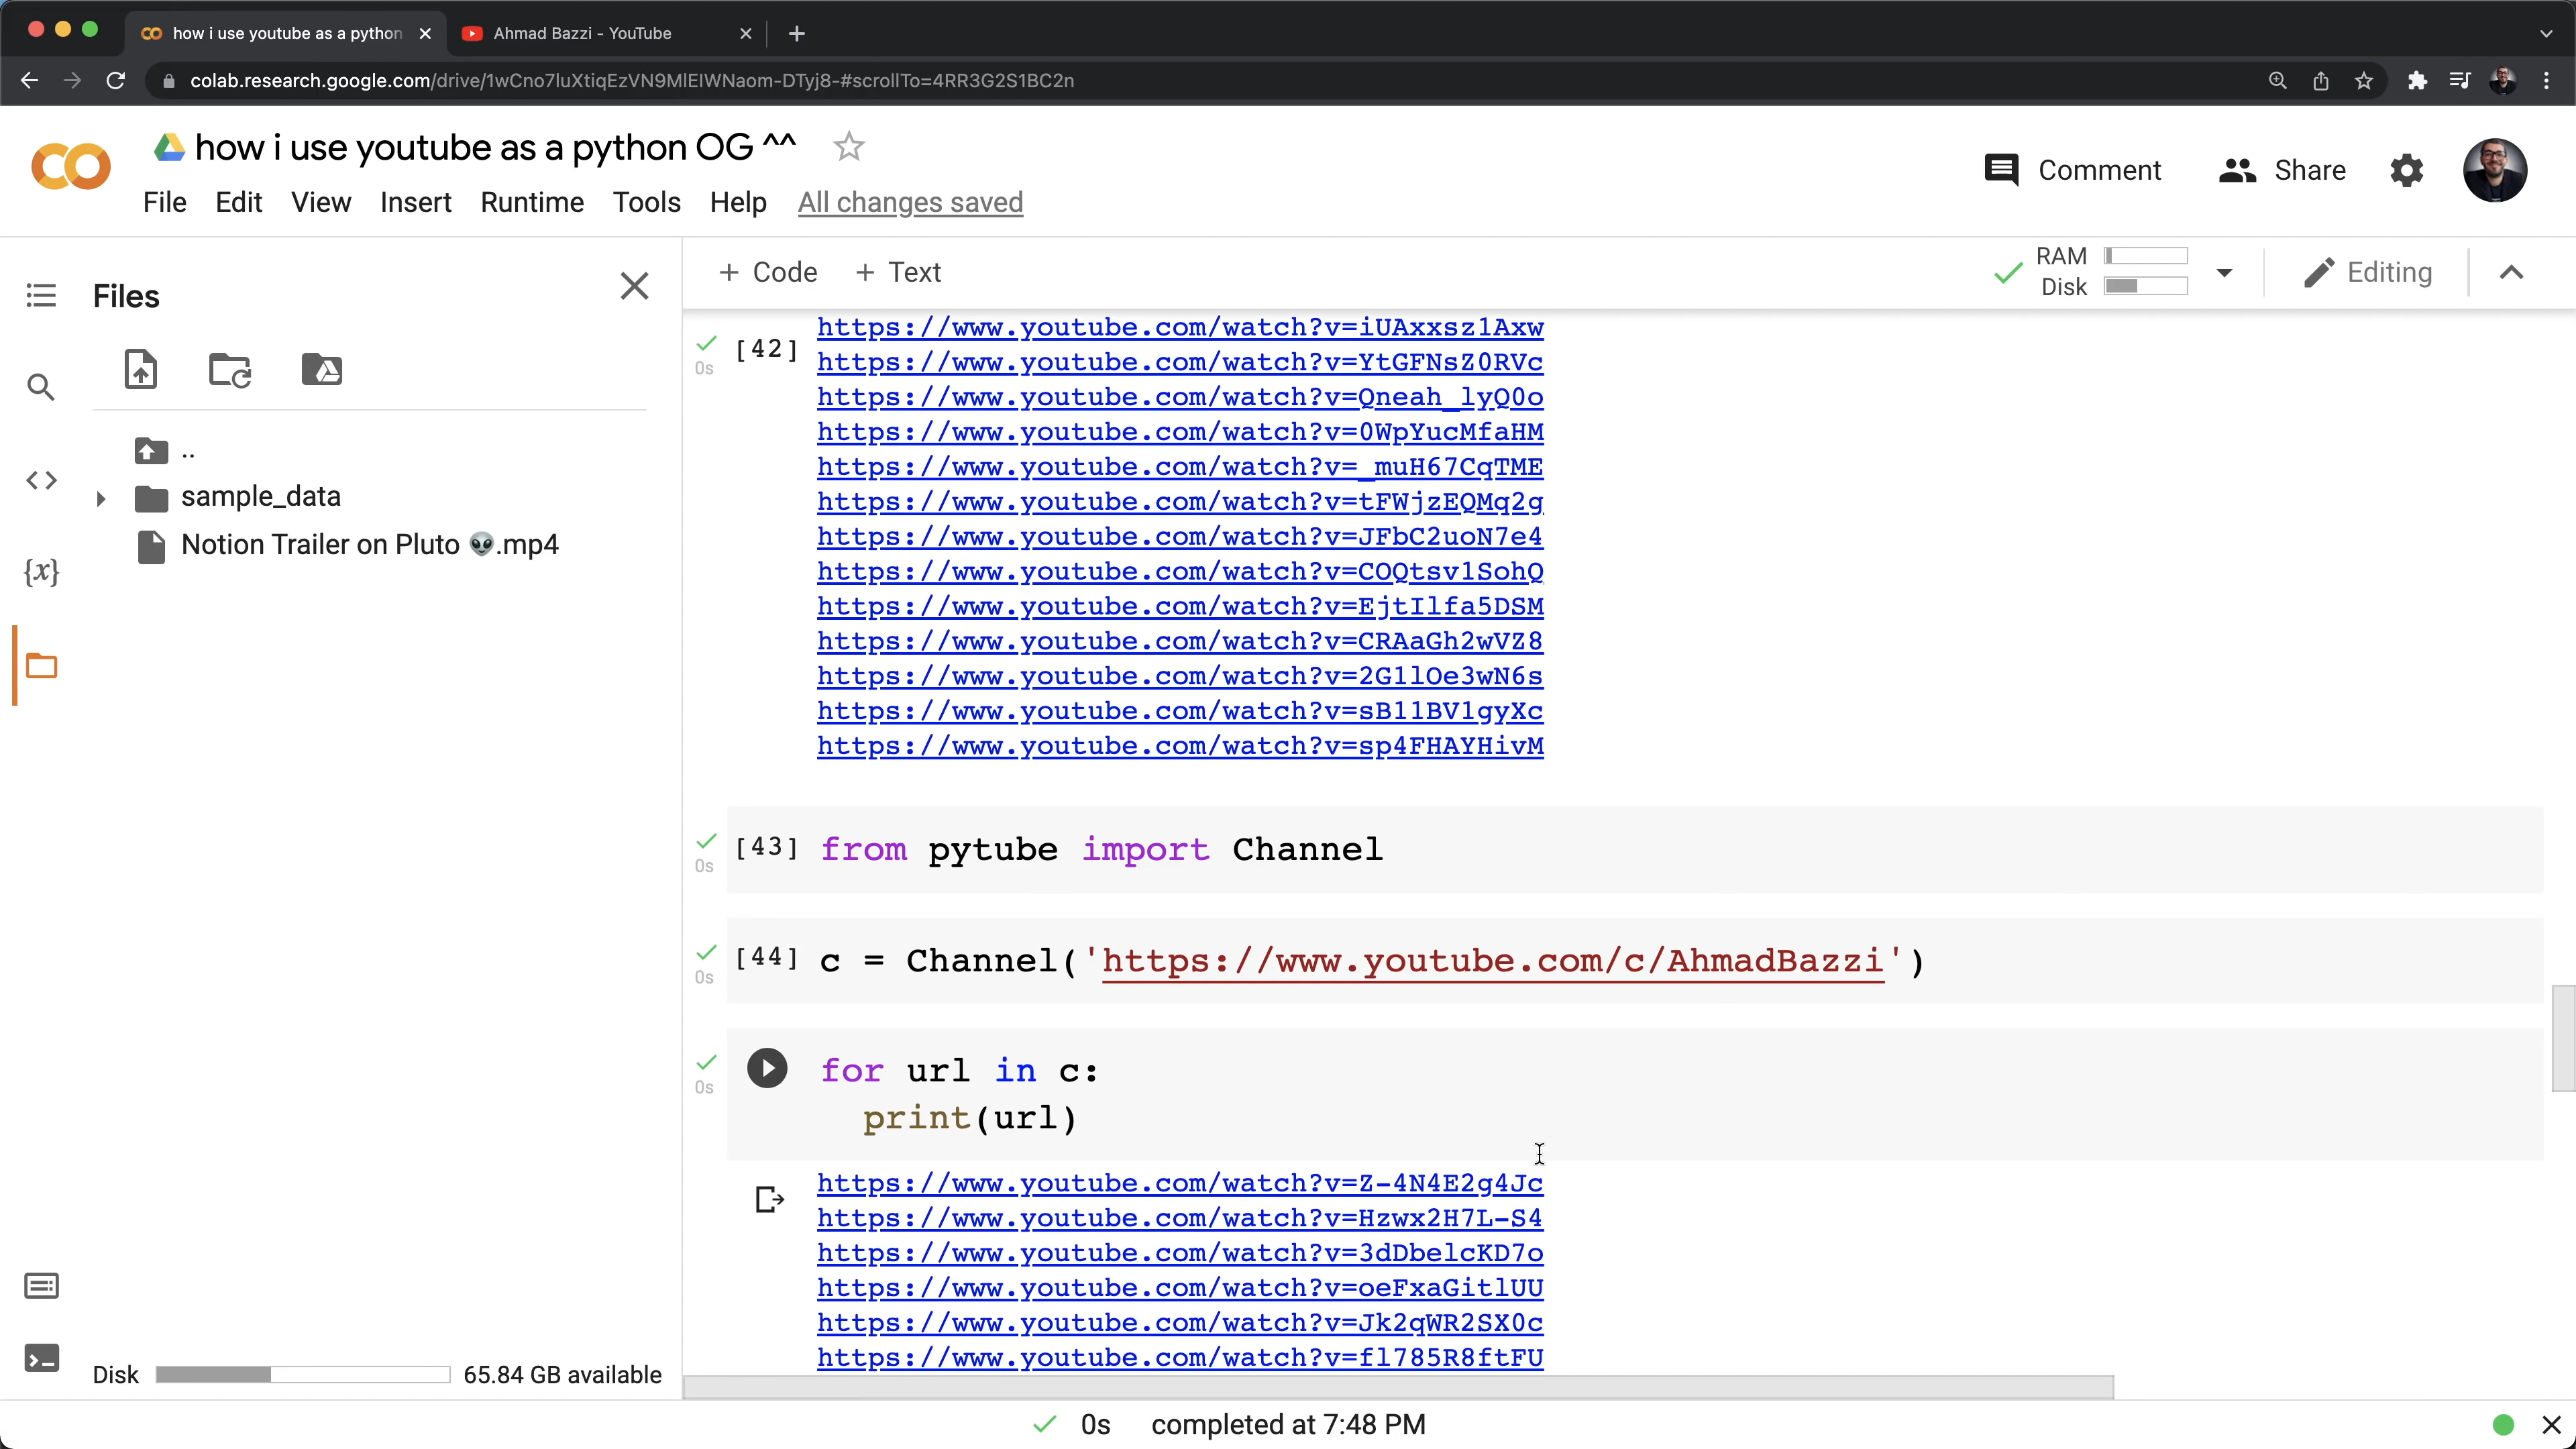 how i use youtube as a python
Ahmad Bazzi - YouTube
colab.research.google.com/drive/1wCno7luXtiqEzVN9MlElWNaom-DTyj8-#scrollTo=4RR3G2S1BC2n
how i use youtube as a python OG ^^
File Edit View Insert Runtime Tools Help All changes saved
Comment Share
Files
+ Code + Text
RAM
Disk
Editing
..
sample_data
Notion Trailer on Pluto 👽.mp4
[42]
0s
https://www.youtube.com/watch?v=iUAxxsz1Axw
https://www.youtube.com/watch?v=YtGFNsZ0RVc
https://www.youtube.com/watch?v=Qneah_lyQ0o
https://www.youtube.com/watch?v=0WpYucMfaHM
https://www.youtube.com/watch?v=_muH67CqTME
https://www.youtube.com/watch?v=tFWjzEQMq2g
https://www.youtube.com/watch?v=JFbC2uoN7e4
https://www.youtube.com/watch?v=COQtsv1SohQ
https://www.youtube.com/watch?v=EjtIlfa5DSM
https://www.youtube.com/watch?v=CRAaGh2wVZ8
https://www.youtube.com/watch?v=2G1lOe3wN6s
https://www.youtube.com/watch?v=sB11BV1gyXc
https://www.youtube.com/watch?v=sp4FHAYHivM
[43] from pytube import Channel
0s
[44] c = Channel('https://www.youtube.com/c/AhmadBazzi')
0s
for url in c:
0s
print(url)
https://www.youtube.com/watch?v=Z-4N4E2g4Jc
https://www.youtube.com/watch?v=Hzwx2H7L-S4
https://www.youtube.com/watch?v=3dDbelcKD7o
https://www.youtube.com/watch?v=oeFxaGitlUU
https://www.youtube.com/watch?v=Jk2qWR2SX0c
https://www.youtube.com/watch?v=fl785R8ftFU
{x}
Disk 65.84 GB available
0s completed at 7:48 PM